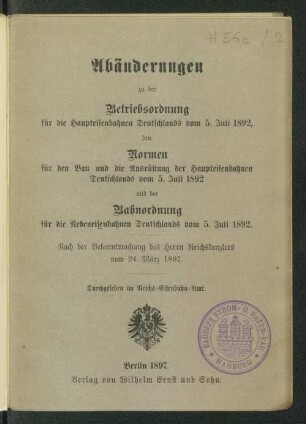 H 56c / 2
Abänderungen
zu der
Betriebsordnung
für die Haupteisenbahnen Deutschlands vom 5. Juli 1892,
den
Normen
für den Bau und die Ausrüstung der Haupteisenbahnen
Deutschlands vom 5. Juli 1892
und der
Bahnordnung
für die Nebeneisenbahnen Deutschlands vom 5. Juli 1892.
Nach der Bekanntmachung des Herrn Reichskanzlers
vom 24. März 1897.
Durchgesehen im Reichs-Eisenbahn-Amt.
HAMBURG
Berlin 1897.
Verlag von Wilhelm Ernst und Sohn.